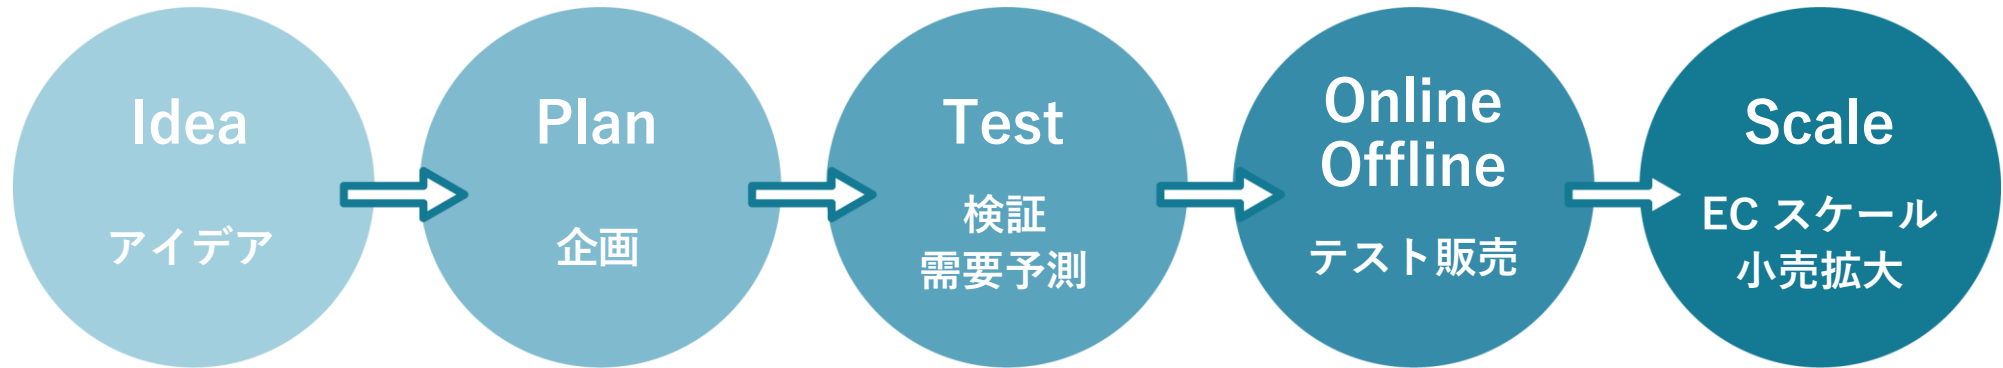 Idea
アイデア
Plan
企画
Test
検証
需要予測
Online
Offline
テスト販売
Scale
EC スケール
小売拡大